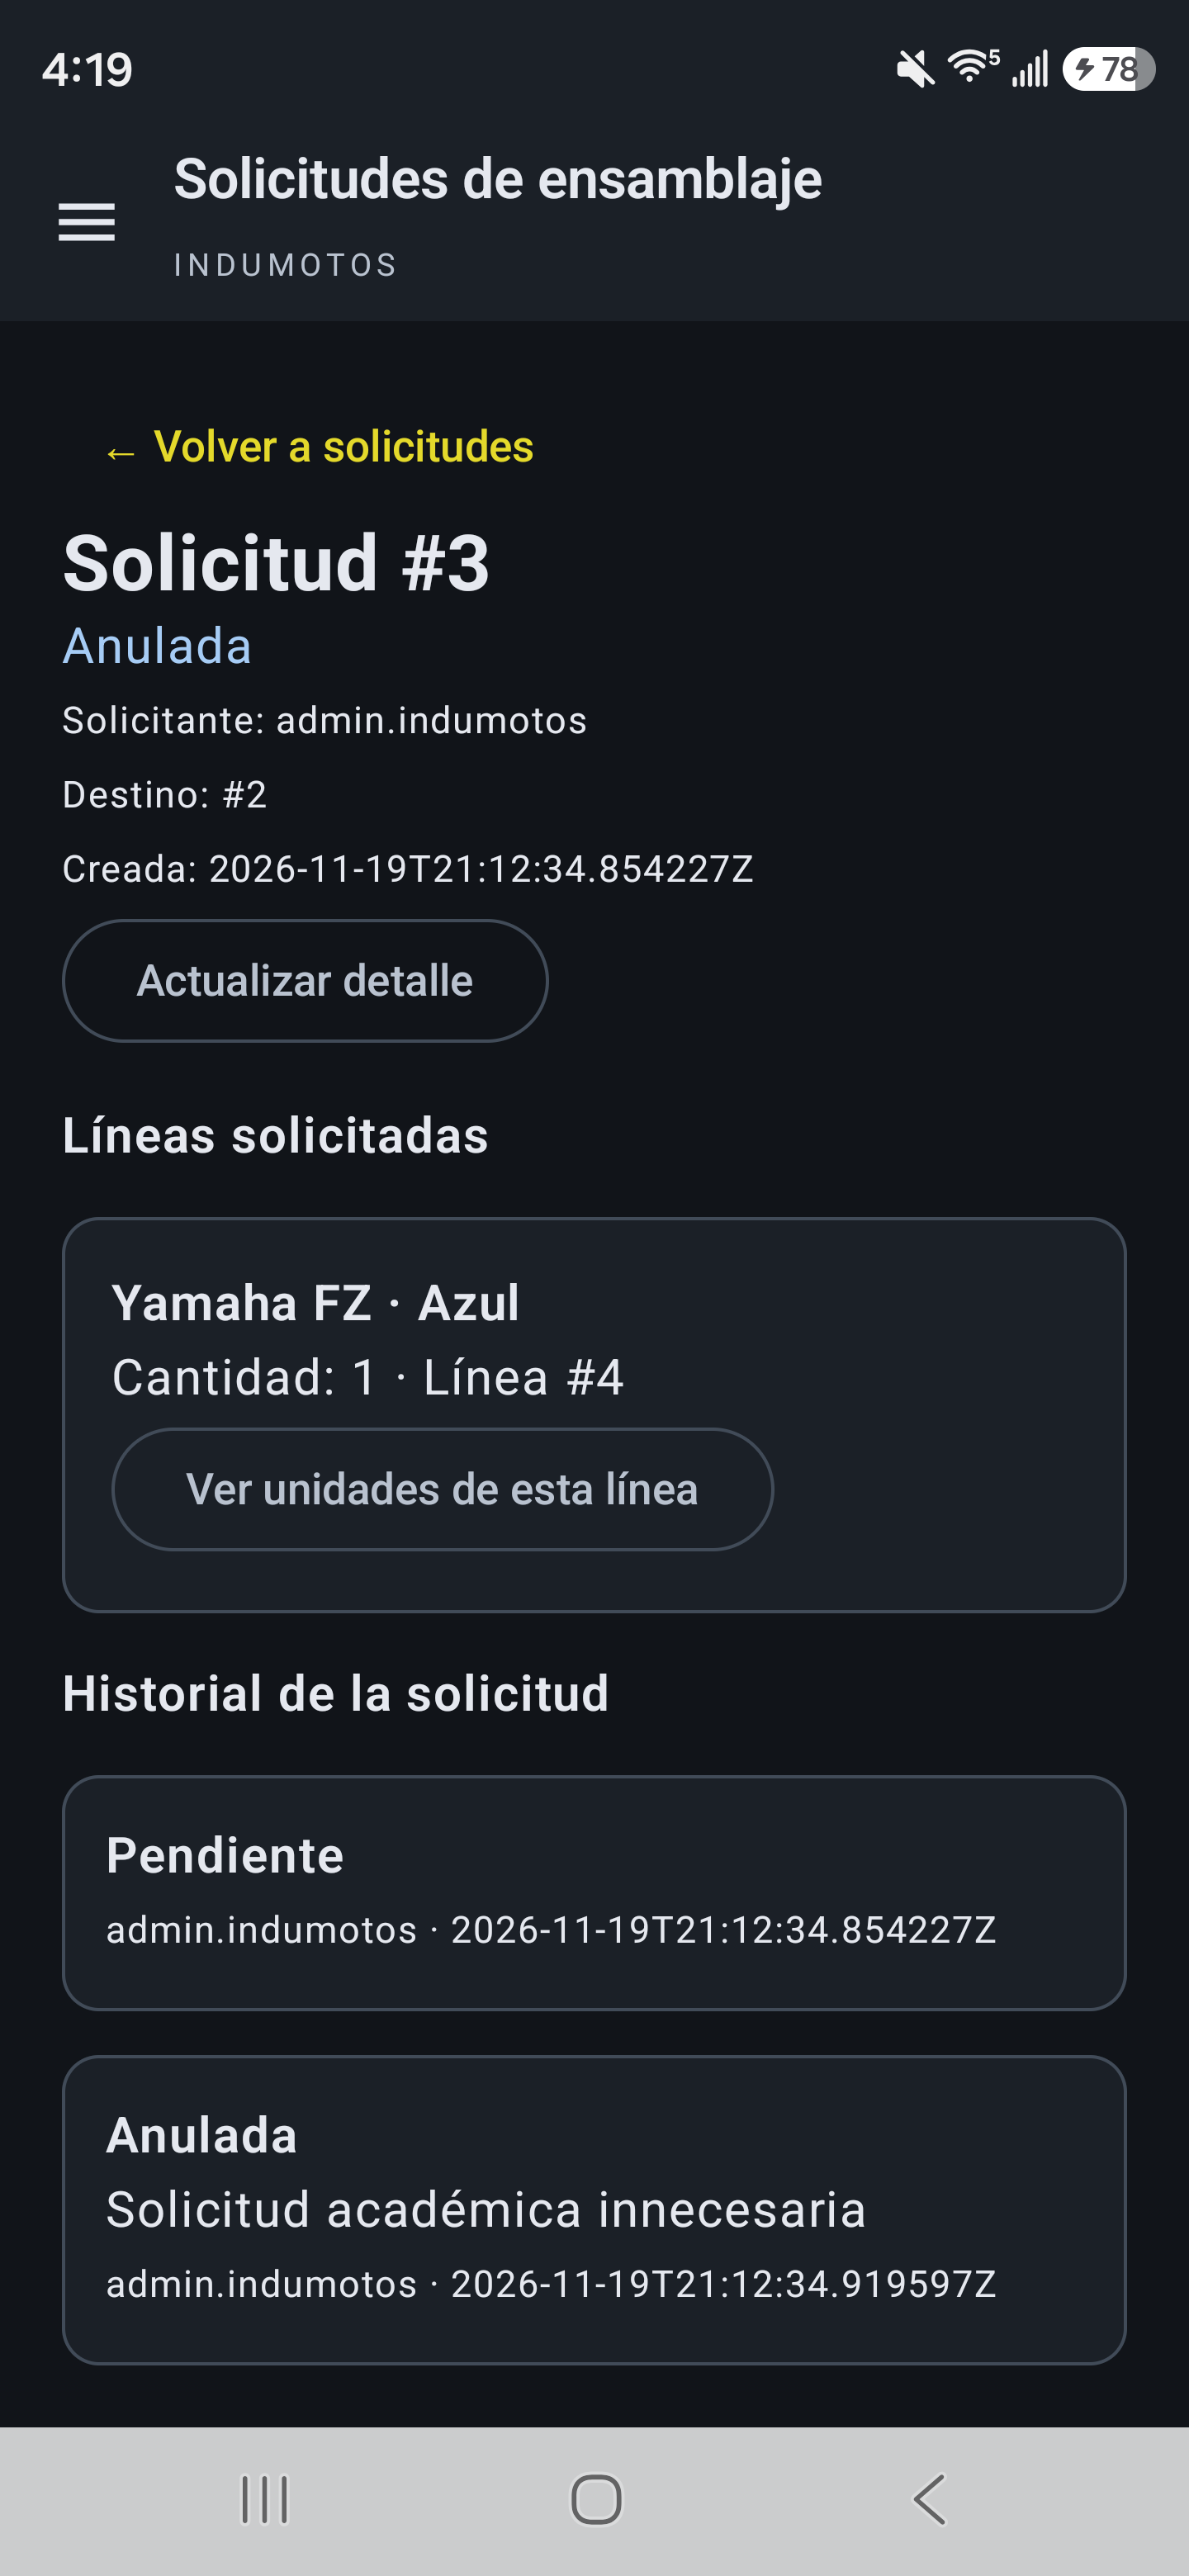 4:19
5
78
Solicitudes de ensamblaje
INDUMOTOS
← Volver a solicitudes
Solicitud #3
Anulada
Solicitante: admin.indumotos
Destino: #2
Creada: 2026-11-19T21:12:34.854227Z
Actualizar detalle
Líneas solicitadas
Yamaha FZ · Azul
Cantidad: 1 · Línea #4
Ver unidades de esta línea
Historial de la solicitud
Pendiente
admin.indumotos · 2026-11-19T21:12:34.854227Z
Anulada
Solicitud académica innecesaria
admin.indumotos · 2026-11-19T21:12:34.919597Z